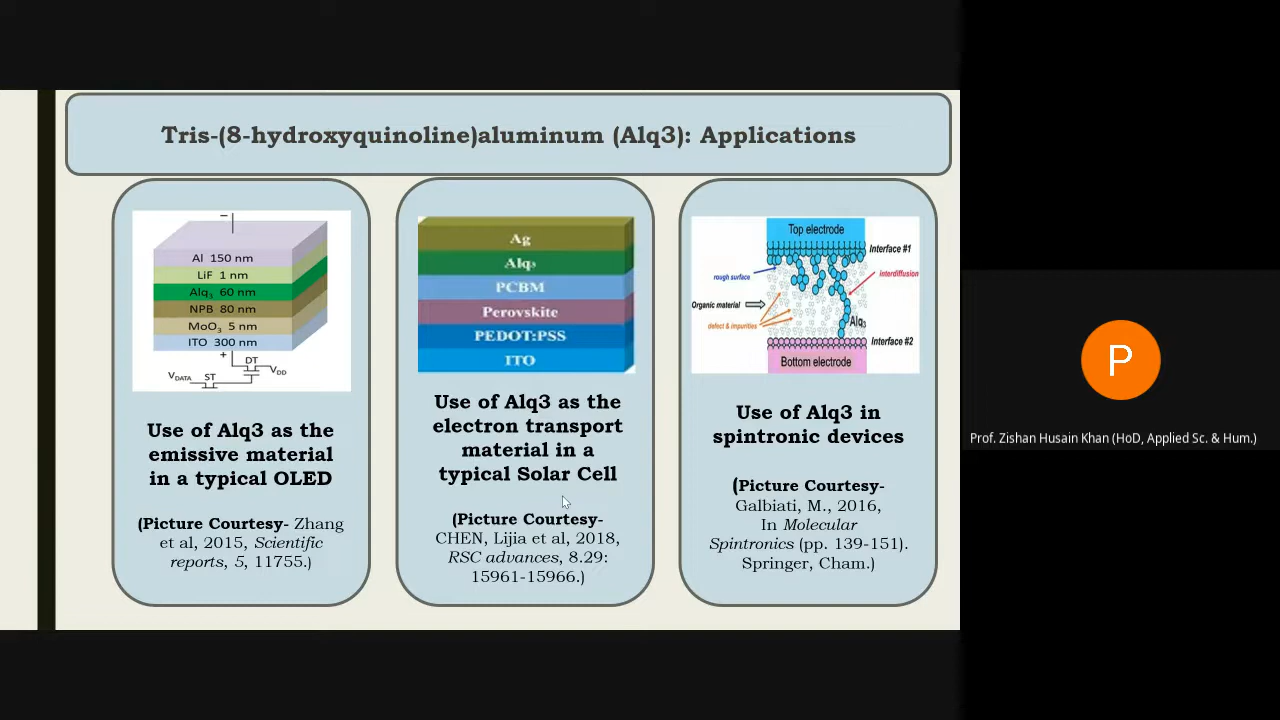 Tris-(8-hydroxyquinoline)aluminum (Alq3): Applications
−
Al 150 nm
LiF 1 nm
Alq₃ 60 nm
NPB 80 nm
MoO₃ 5 nm
ITO 300 nm
+
DT
V_DD
V_DATA
ST
Use of Alq3 as the
emissive material
in a typical OLED
(Picture Courtesy- Zhang
et al, 2015, Scientific
reports, 5, 11755.)
Ag
Alq₃
PCBM
Perovskite
PEDOT:PSS
ITO
Use of Alq3 as the
electron transport
material in a
typical Solar Cell
(Picture Courtesy-
CHEN, Lijia et al, 2018,
RSC advances, 8.29:
15961-15966.)
Top electrode
Interface #1
rough surface
interdiffusion
Organic material
defect & impurities
Alq₃
Interface #2
Bottom electrode
Use of Alq3 in
spintronic devices
(Picture Courtesy-
Galbiati, M., 2016,
In Molecular
Spintronics (pp. 139-151).
Springer, Cham.)
P
Prof. Zishan Husain Khan (HoD, Applied Sc. & Hum.)